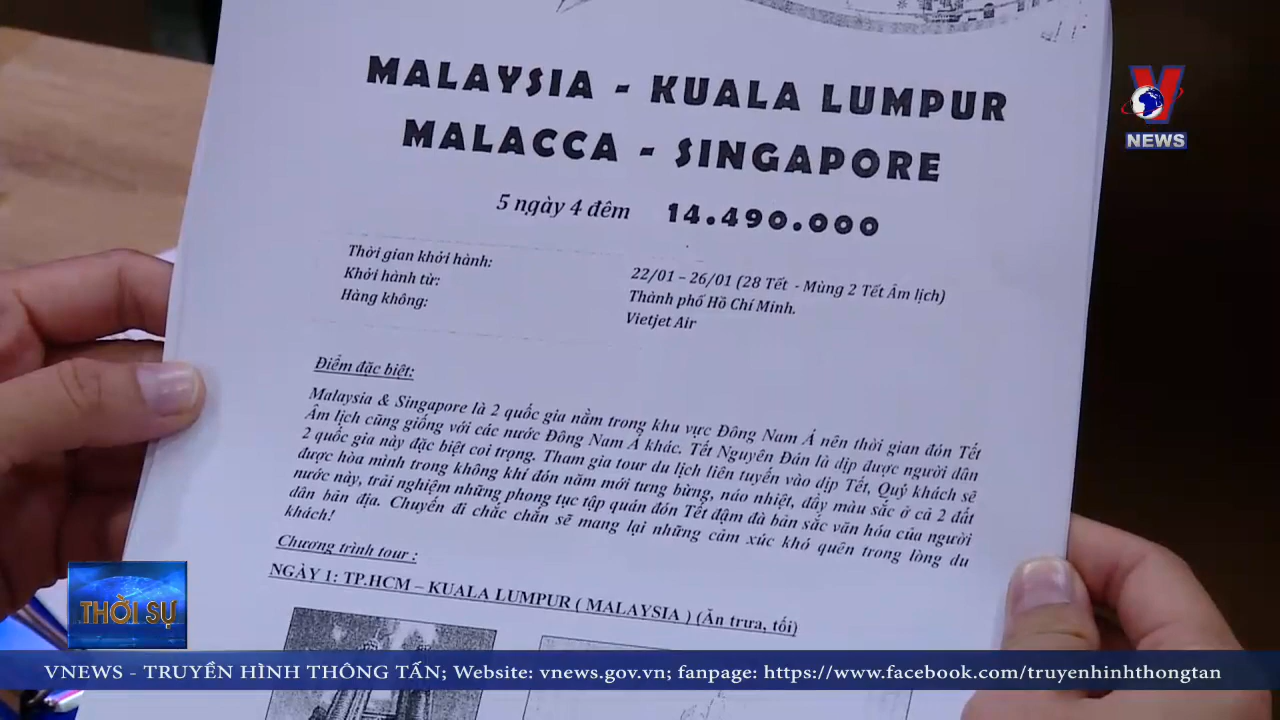 MALAYSIA - KUALA LUMPUR
MALACCA - SINGAPORE
5 ngày 4 đêm 14.490.000
Thời gian khởi hành: 22/01 – 26/01 (28 Tết - Mùng 2 Tết Âm lịch)
Khởi hành từ: Thành phố Hồ Chí Minh.
Hàng không: Vietjet Air
Điểm đặc biệt:
Malaysia & Singapore là 2 quốc gia nằm trong khu vực Đông Nam Á nên thời gian đón Tết
Âm lịch cũng giống với các nước Đông Nam Á khác. Tết Nguyên Đán là dịp được người dân
2 quốc gia này đặc biệt coi trọng. Tham gia tour du lịch liên tuyến vào dịp Tết, Quý khách sẽ
được hòa mình trong không khí đón năm mới tưng bừng, náo nhiệt, đầy màu sắc ở cả 2 đất
nước này, trải nghiệm những phong tục tập quán đón Tết đậm đà bản sắc văn hóa của người
dân bản địa. Chuyến đi chắc chắn sẽ mang lại những cảm xúc khó quên trong lòng du
khách!
Chương trình tour :
NGÀY 1: TP.HCM – KUALA LUMPUR ( MALAYSIA ) (Ăn trưa, tối)
V
NEWS
THỜI SỰ
VNEWS - TRUYỀN HÌNH THÔNG TẤN; Website: vnews.gov.vn; fanpage: https://www.facebook.com/truyenhinhthongtan